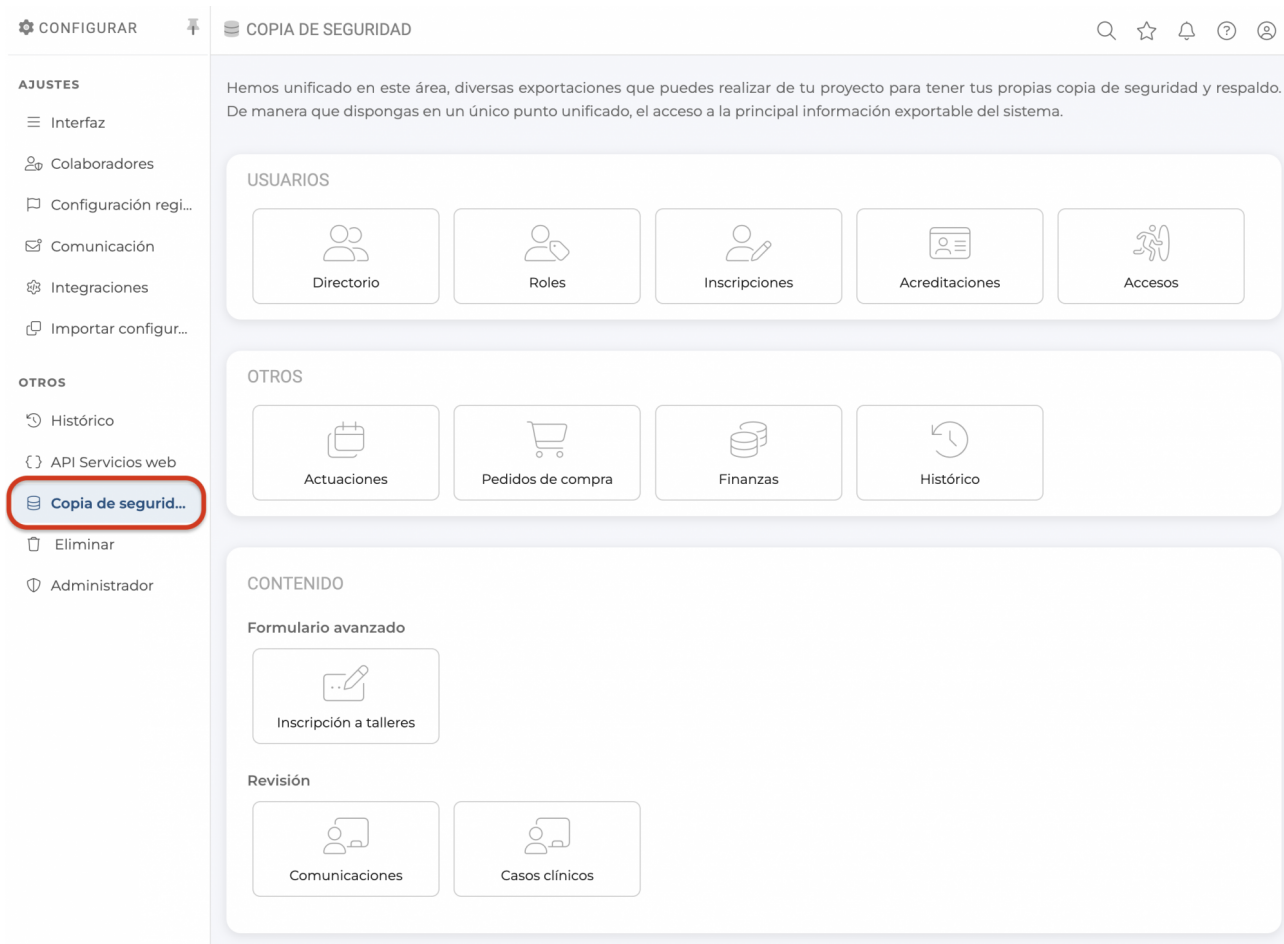 CONFIGURAR
COPIA DE SEGURIDAD
AJUSTES
Interfaz
Colaboradores
Configuración regi...
Comunicación
Integraciones
Importar configur...
OTROS
Histórico
API Servicios web
Copia de segurid...
Eliminar
Administrador
Hemos unificado en este área, diversas exportaciones que puedes realizar de tu proyecto para tener tus propias copia de seguridad y respaldo.
De manera que dispongas en un único punto unificado, el acceso a la principal información exportable del sistema.
USUARIOS
Directorio
Roles
Inscripciones
Acreditaciones
Accesos
OTROS
Actuaciones
Pedidos de compra
Finanzas
Histórico
CONTENIDO
Formulario avanzado
Inscripción a talleres
Revisión
Comunicaciones
Casos clínicos